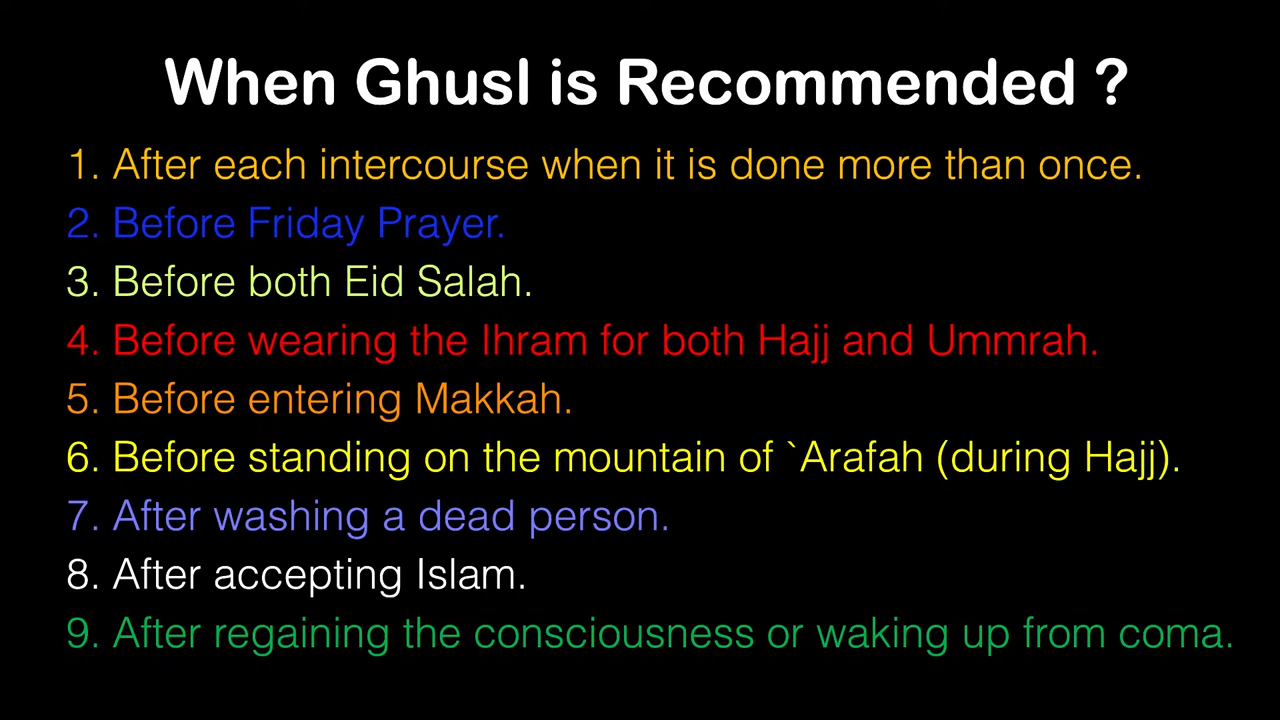 When Ghusl is Recommended ?
1. After each intercourse when it is done more than once.
2. Before Friday Prayer.
3. Before both Eid Salah.
4. Before wearing the Ihram for both Hajj and Ummrah.
5. Before entering Makkah.
6. Before standing on the mountain of `Arafah (during Hajj).
7. After washing a dead person.
8. After accepting Islam.
9. After regaining the consciousness or waking up from coma.